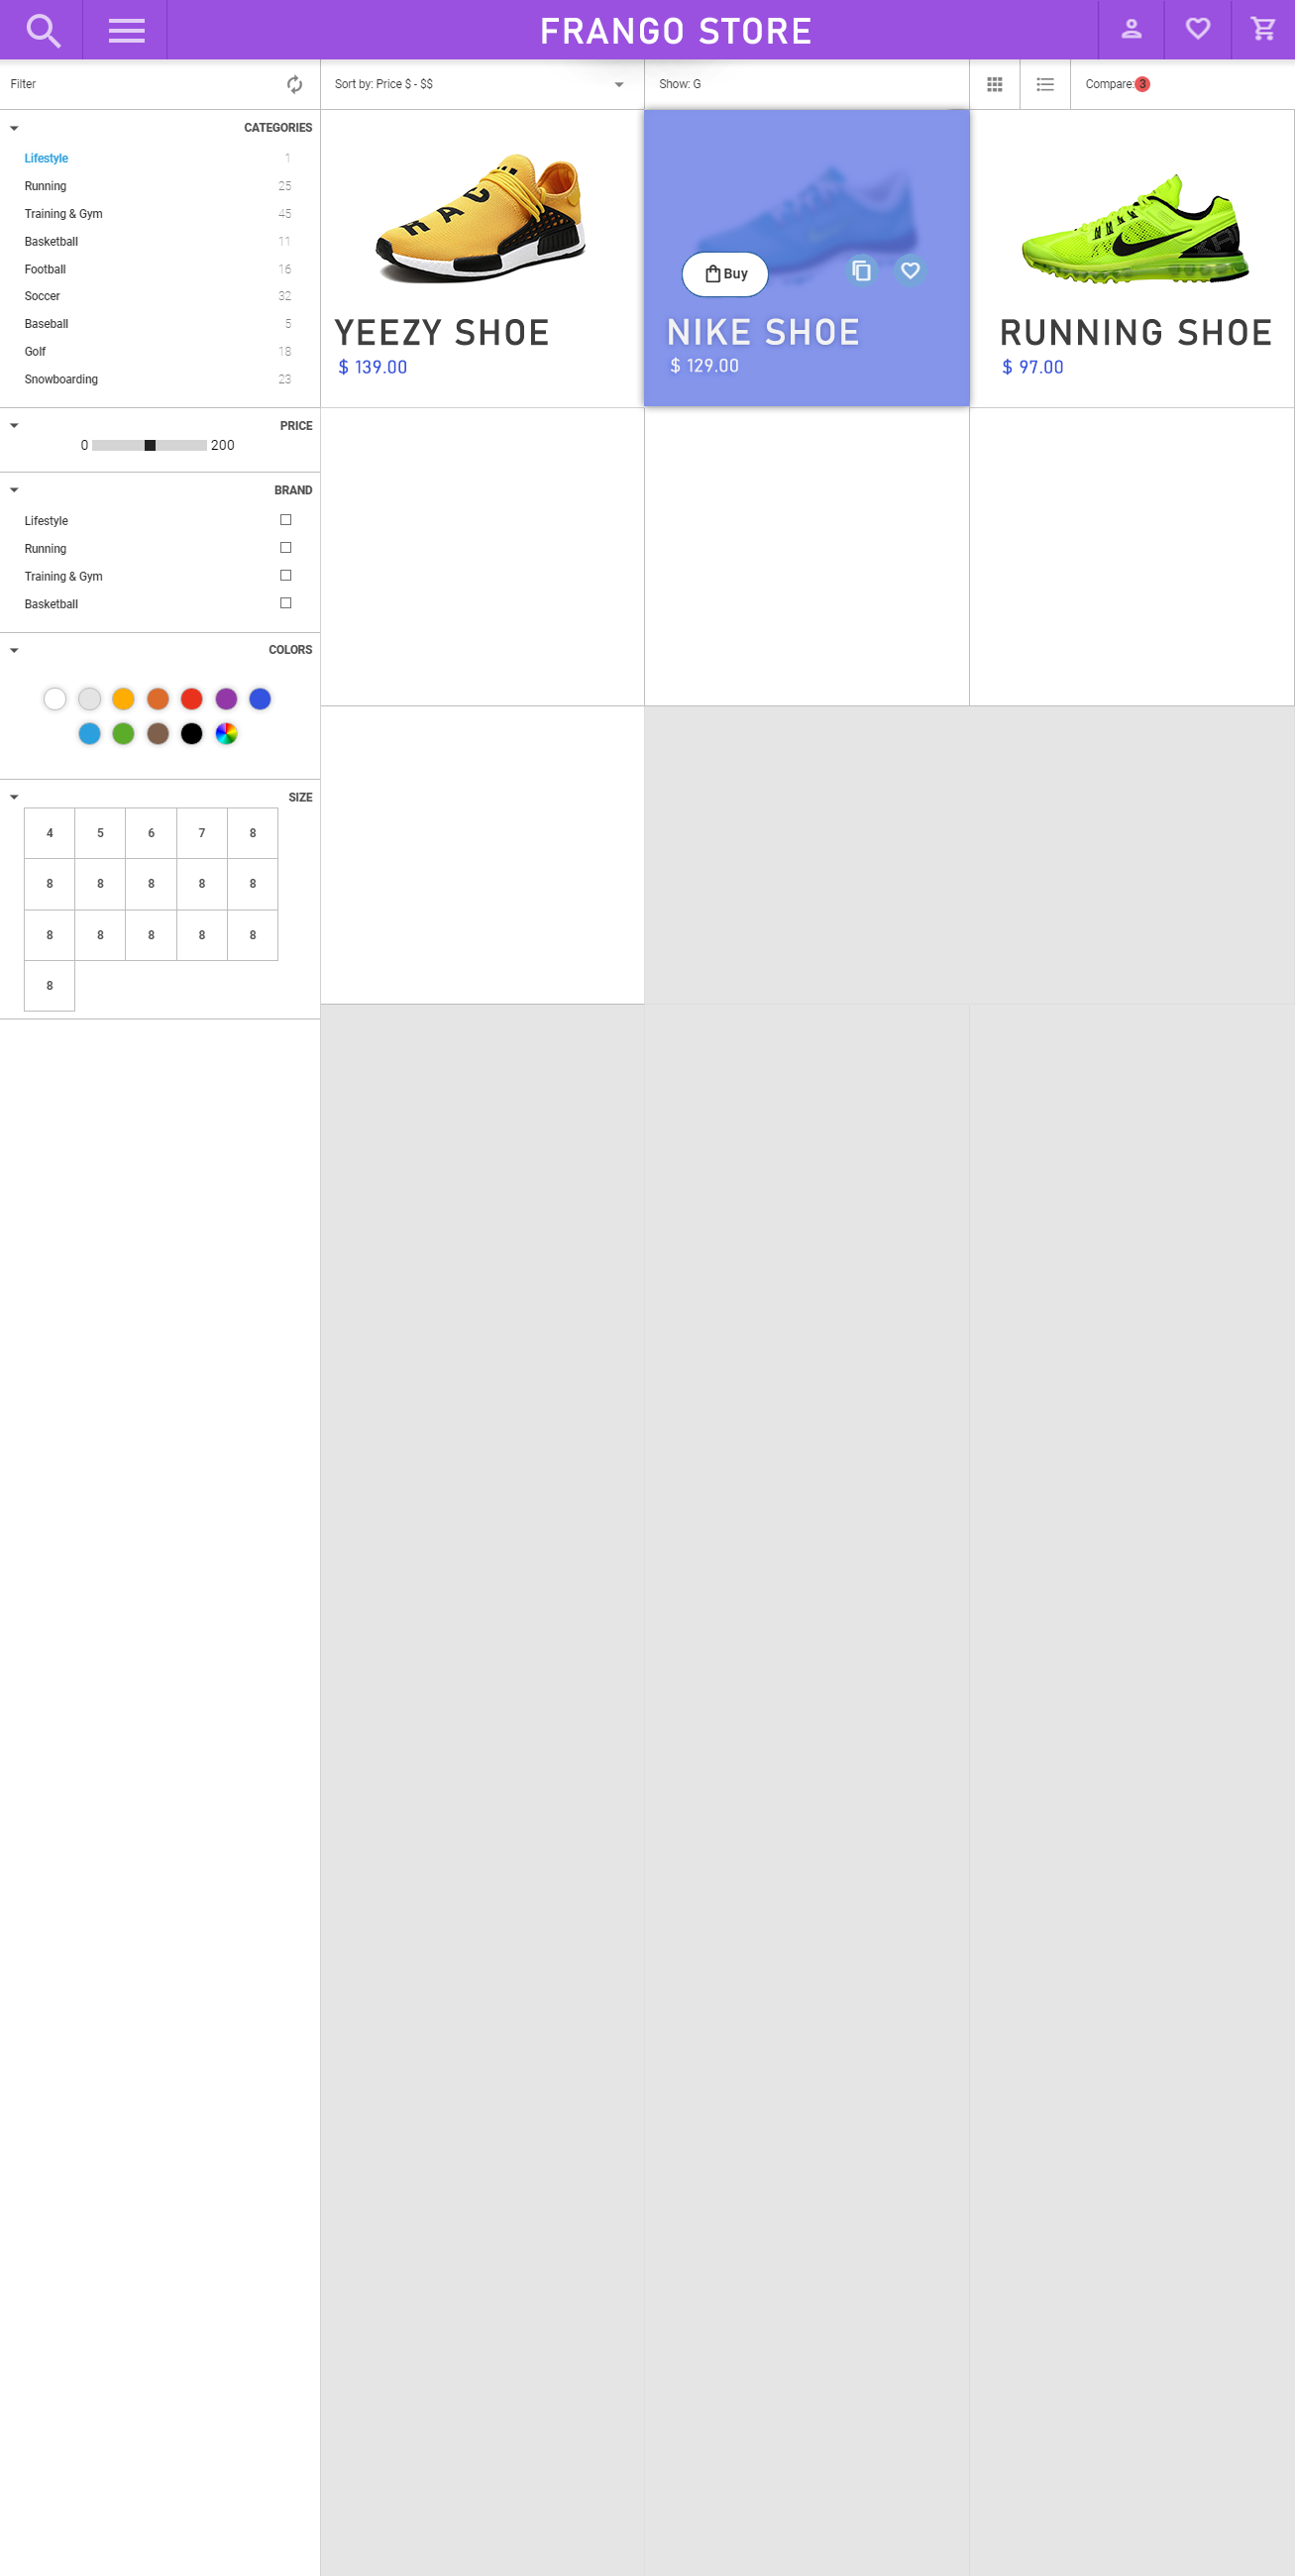 FRANGO STORE
Filter
Sort by: Price $ - $$
Show: G
Compare: 3
CATEGORIES
Lifestyle 1
Running 25
Training & Gym 45
Basketball 11
Football 16
Soccer 32
Baseball 5
Golf 18
Snowboarding 23
PRICE
0 200
BRAND
Lifestyle
Running
Training & Gym
Basketball
COLORS
SIZE
4 5 6 7 8
8 8 8 8 8
8 8 8 8 8
8
YEEZY SHOE
$ 139.00
Buy
NIKE SHOE
$ 129.00
RUNNING SHOE
$ 97.00